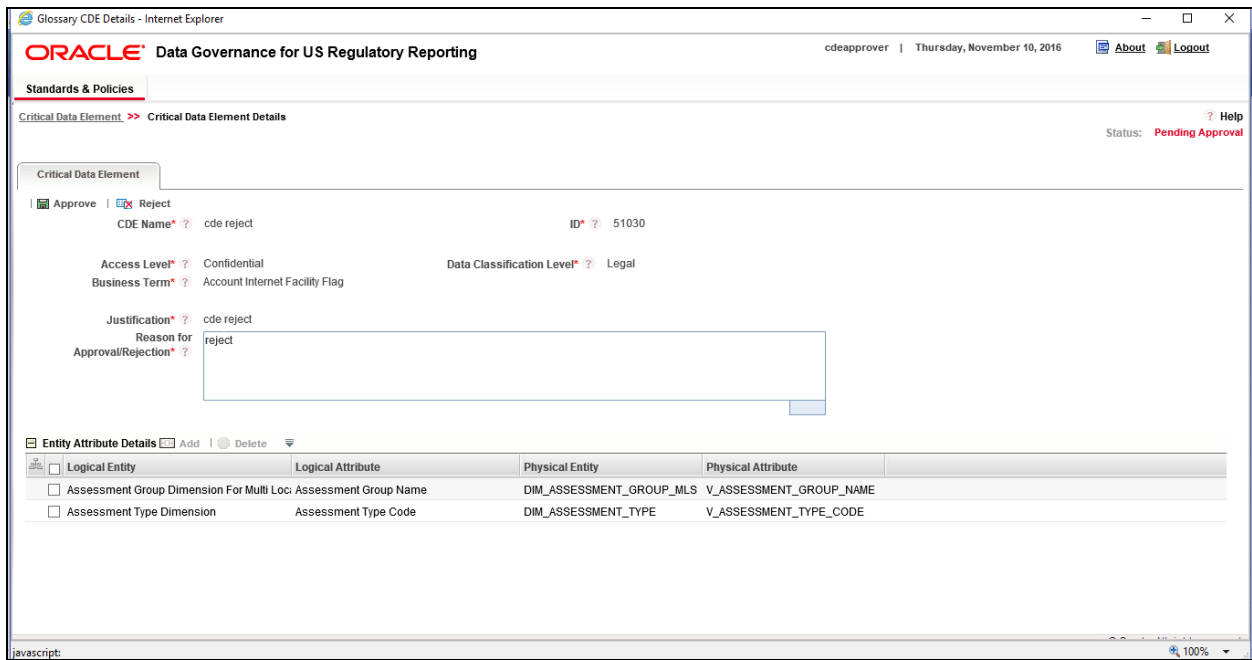 Glossary CDE Details - Internet Explorer
ORACLE Data Governance for US Regulatory Reporting
cdeapprover | Thursday, November 10, 2016 About Logout
Standards & Policies
Critical Data Element >> Critical Data Element Details
? Help
Status: Pending Approval
Critical Data Element
| Approve | Reject
CDE Name* ? cde reject ID* ? 51030
Access Level* ? Confidential Data Classification Level* ? Legal
Business Term* ? Account Internet Facility Flag
Justification* ? cde reject
Reason for
Approval/Rejection* ? reject
Entity Attribute Details Add | Delete
Logical Entity Logical Attribute Physical Entity Physical Attribute
Assessment Group Dimension For Multi Loca Assessment Group Name DIM_ASSESSMENT_GROUP_MLS V_ASSESSMENT_GROUP_NAME
Assessment Type Dimension Assessment Type Code DIM_ASSESSMENT_TYPE V_ASSESSMENT_TYPE_CODE
javascript: 100%